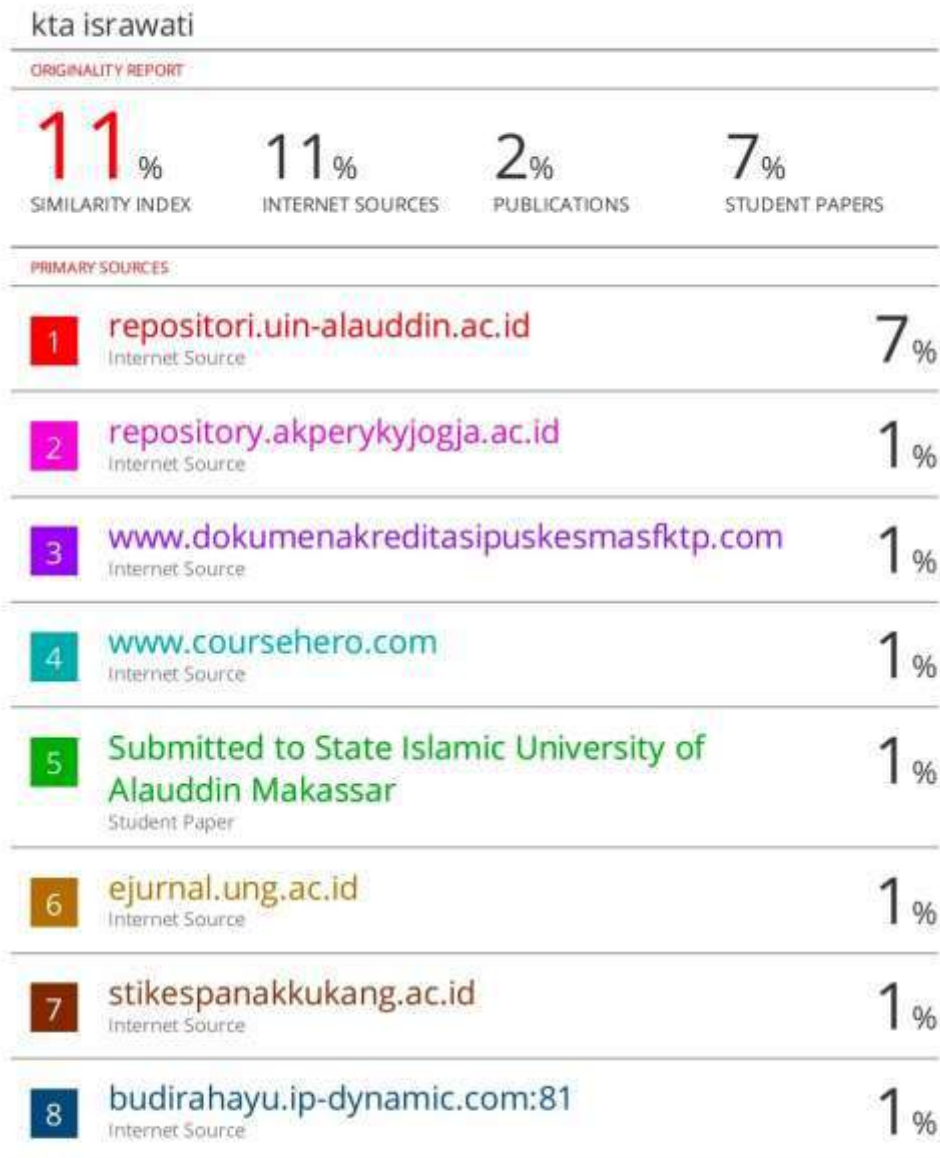 kta israwati
ORIGINALITY REPORT
11% 11% 2% 7%
SIMILARITY INDEX INTERNET SOURCES PUBLICATIONS STUDENT PAPERS
PRIMARY SOURCES
1 repositori.uin-alauddin.ac.id 7%
Internet Source
2 repository.akperykyjogja.ac.id 1%
Internet Source
3 www.dokumenakreditasipuskesmasfktp.com 1%
Internet Source
4 www.coursehero.com 1%
Internet Source
5 Submitted to State Islamic University of 1%
Alauddin Makassar
Student Paper
6 ejurnal.ung.ac.id 1%
Internet Source
7 stikespanakkukang.ac.id 1%
Internet Source
8 budirahayu.ip-dynamic.com:81 1%
Internet Source